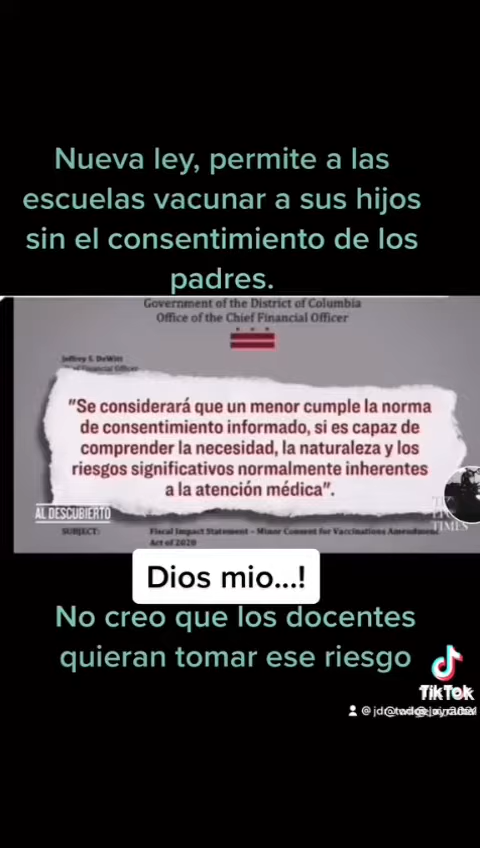 Nueva ley, permite a las
escuelas vacunar a sus hijos
sin el consentimiento de los
padres.
Government of the District of Columbia
Office of the Chief Financial Officer
Jeffrey S. DeWitt
Financial Officer
"Se considerará que un menor cumple la norma
de consentimiento informado, si es capaz de
comprender la necesidad, la naturaleza y los
riesgos significativos normalmente inherentes
a la atención médica".
AL DESCUBIERTO
TIMES
SUBJECT: Fiscal Impact Statement – Minor Consent for Vaccinations Amendment
Act of 2020
Dios mio...!
No creo que los docentes
quieran tomar ese riesgo
TikTok